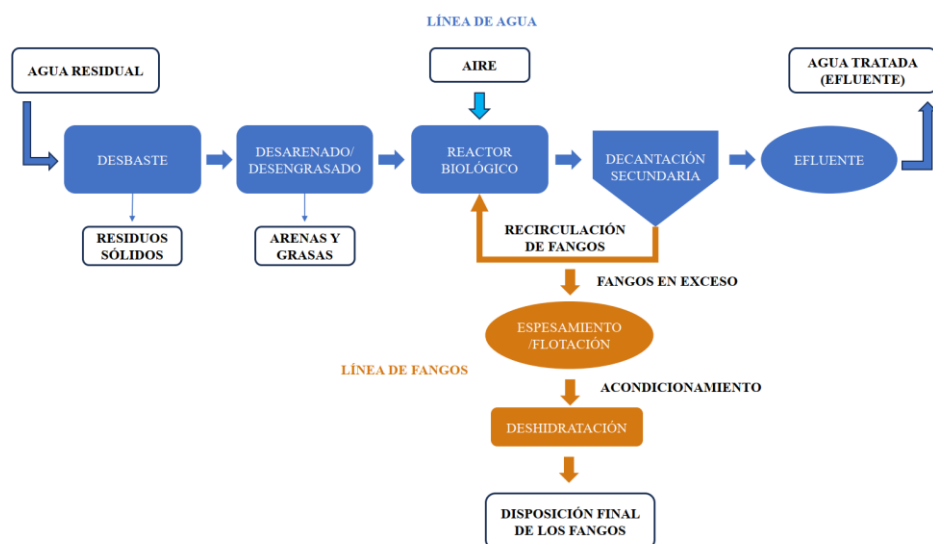 LÍNEA DE AGUA
AGUA RESIDUAL
AIRE
AGUA TRATADA
(EFLUENTE)
DESBASTE
DESARENADO/
DESENGRASADO
REACTOR
BIOLÓGICO
DECANTACIÓN
SECUNDARIA
EFLUENTE
RESIDUOS
SÓLIDOS
ARENAS Y
GRASAS
RECIRCULACIÓN
DE FANGOS
FANGOS EN EXCESO
ESPESAMIENTO
/FLOTACIÓN
LÍNEA DE FANGOS
ACONDICIONAMIENTO
DESHIDRATACIÓN
DISPOSICIÓN FINAL
DE LOS FANGOS